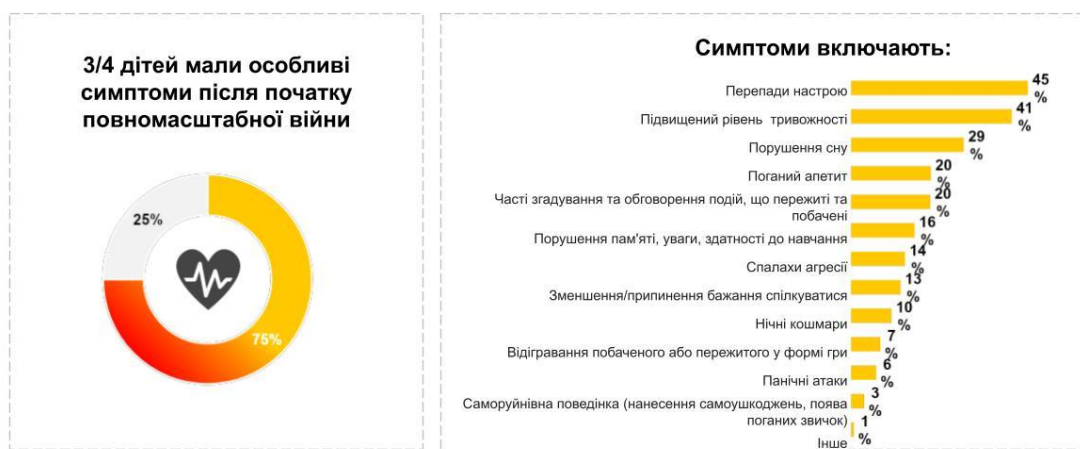 3/4 дітей мали особливі
симптоми після початку
повномасштабної війни
25%
75%
Симптоми включають:
Перепади настрою 45 %
Підвищений рівень тривожності 41 %
Порушення сну 29 %
Поганий апетит 20 %
Часті згадування та обговорення подій, що пережиті та
побачені 20 %
Порушення пам'яті, уваги, здатності до навчання 16 %
Спалахи агресії 14 %
Зменшення/припинення бажання спілкуватися 13 %
Нічні кошмари 10 %
Відігравання побаченого або пережитого у формі гри 7 %
Панічні атаки 6 %
Саморуйнівна поведінка (нанесення самоушкоджень, поява
поганих звичок) 3 %
Інше 1 %